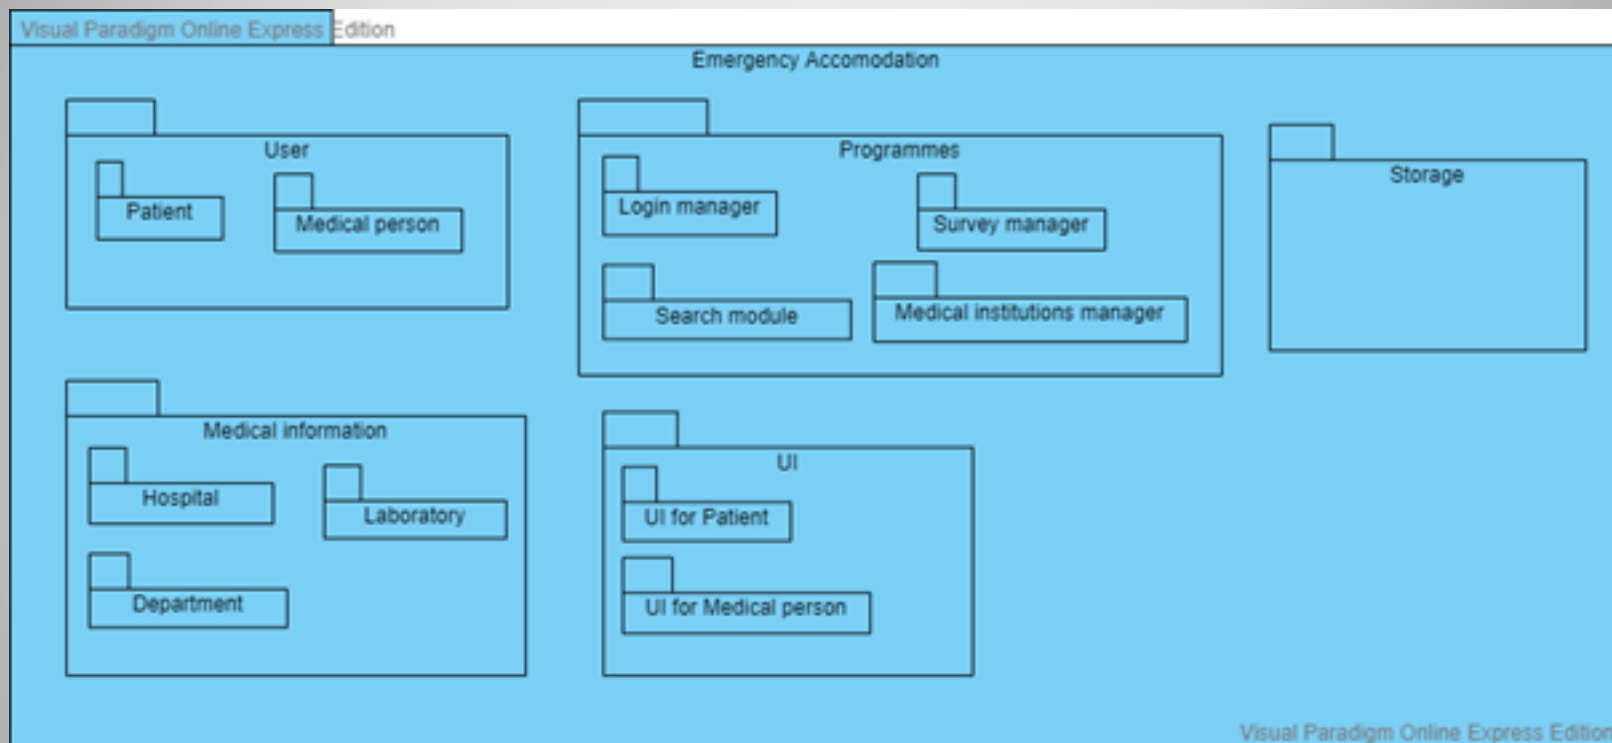 Visual Paradigm Online Express Edition
Emergency Accomodation
User
Patient
Medical person
Programmes
Login manager
Survey manager
Search module
Medical institutions manager
Storage
Medical information
Hospital
Laboratory
Department
UI
UI for Patient
UI for Medical person
Visual Paradigm Online Express Edition